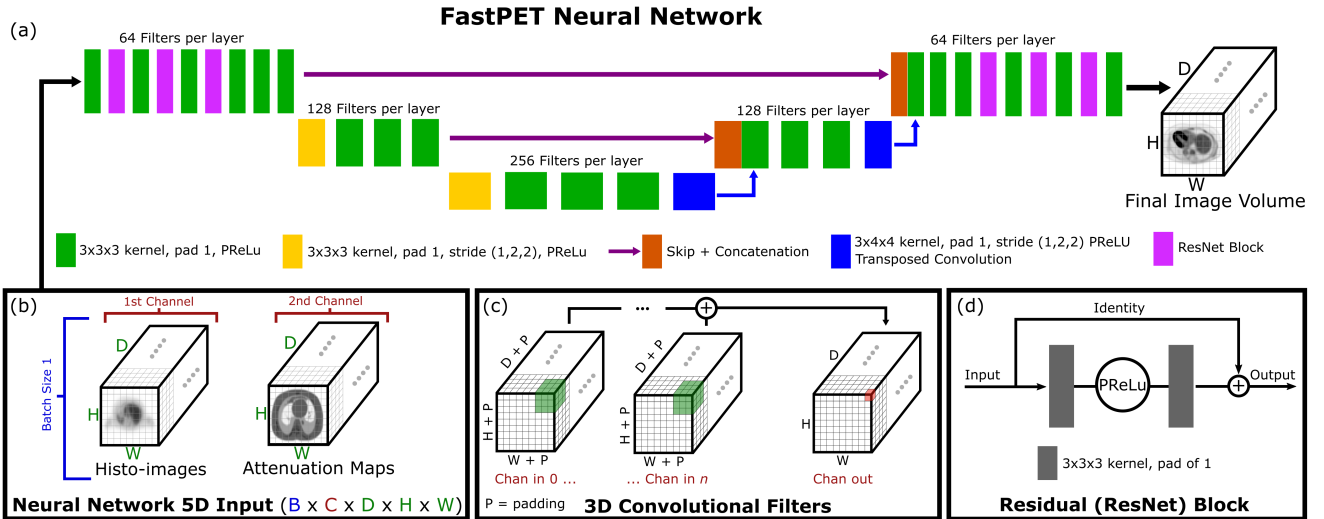 FastPET Neural Network
(a)
64 Filters per layer
64 Filters per layer
D
128 Filters per layer
128 Filters per layer
H
256 Filters per layer
W
Final Image Volume
3x3x3 kernel, pad 1, PReLu
3x3x3 kernel, pad 1, stride (1,2,2), PReLu
Skip + Concatenation
3x4x4 kernel, pad 1, stride (1,2,2) PReLU
Transposed Convolution
ResNet Block
(b)
1st Channel
2nd Channel
Batch Size 1
D
D
H
H
W
W
Histo-images
Attenuation Maps
Neural Network 5D Input (B x C x D x H x W)
(c)
...
+
D + P
D + P
D
H + P
H + P
H
W + P
W + P
W
Chan in 0 ...
... Chan in n
Chan out
P = padding
3D Convolutional Filters
(d)
Identity
Input
PReLu
+
Output
3x3x3 kernel, pad of 1
Residual (ResNet) Block